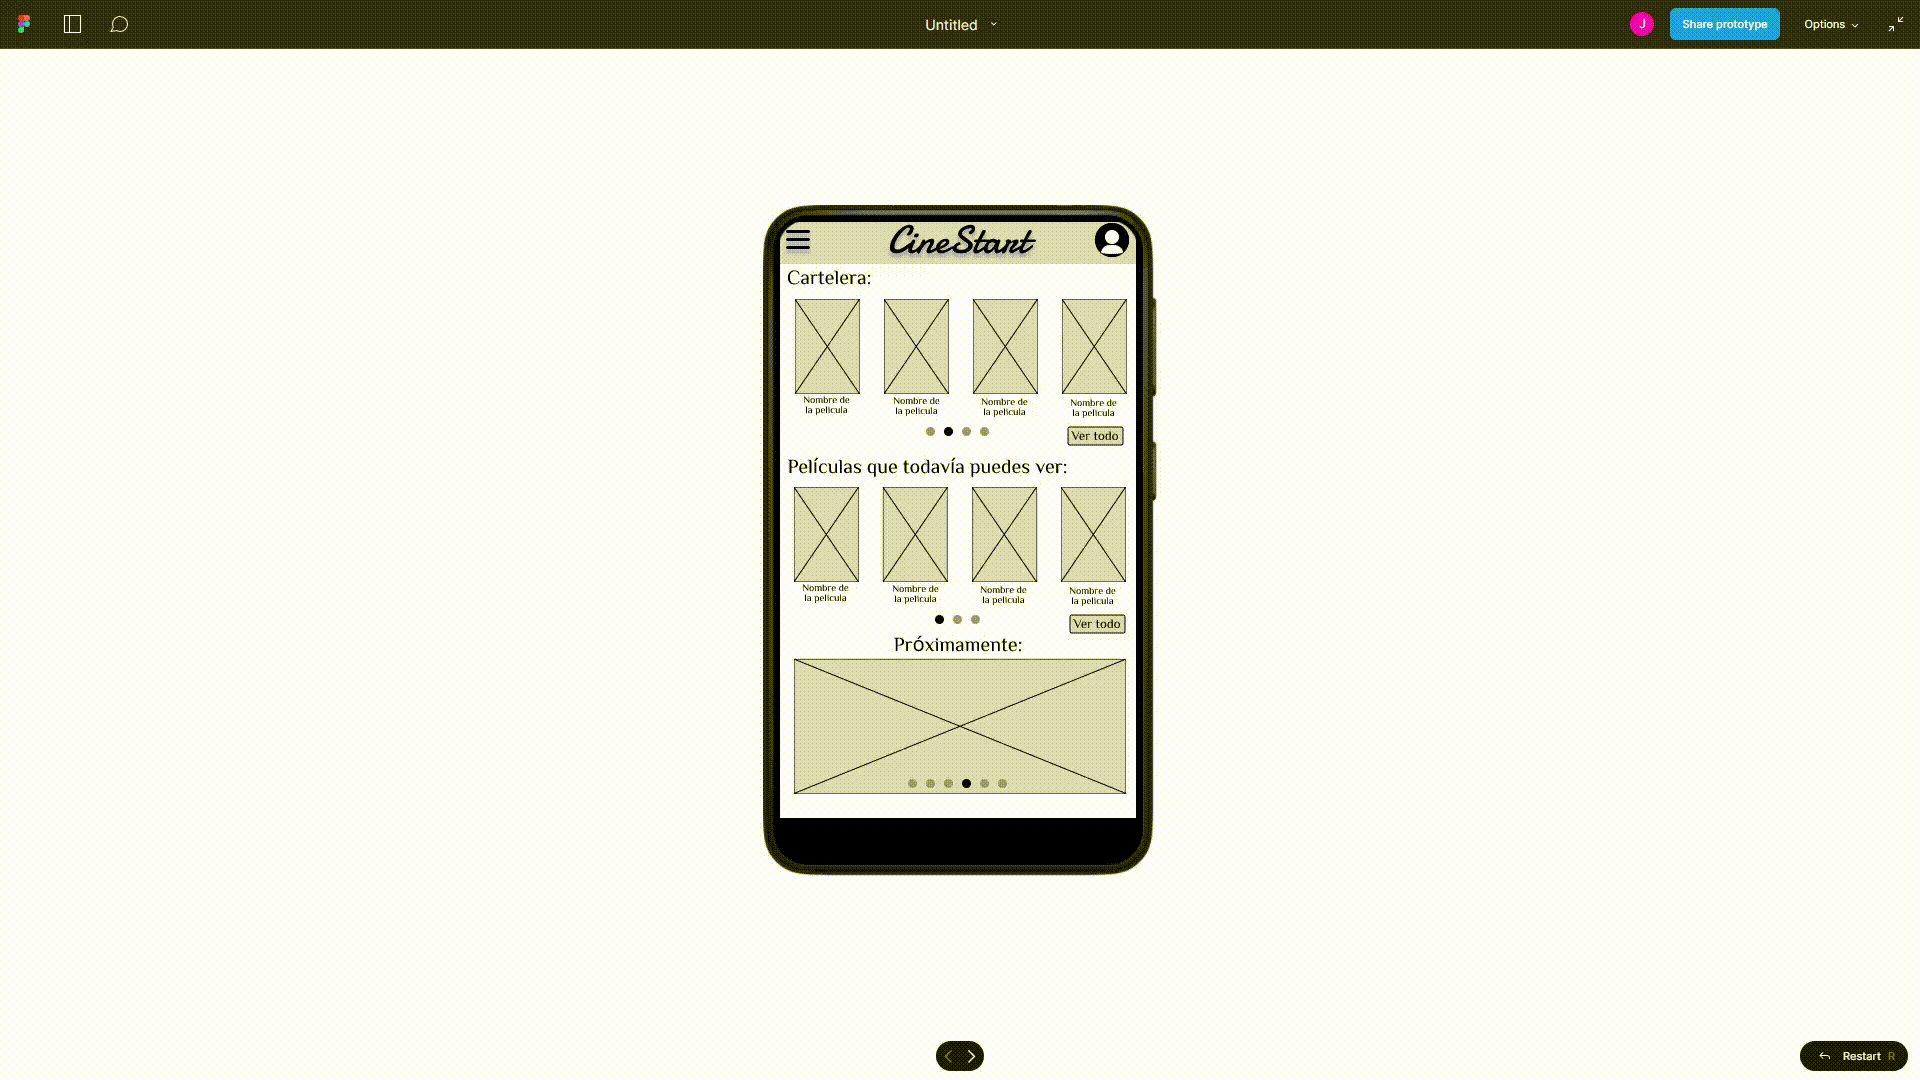 Untitled
J
Share prototype
Options
CineStart
Cartelera:
Nombre de
la pelicula
Nombre de
la pelicula
Nombre de
la pelicula
Nombre de
la pelicula
Ver todo
Películas que todavía puedes ver:
Nombre de
la pelicula
Nombre de
la pelicula
Nombre de
la pelicula
Nombre de
la pelicula
Ver todo
Próximamente:
Restart R